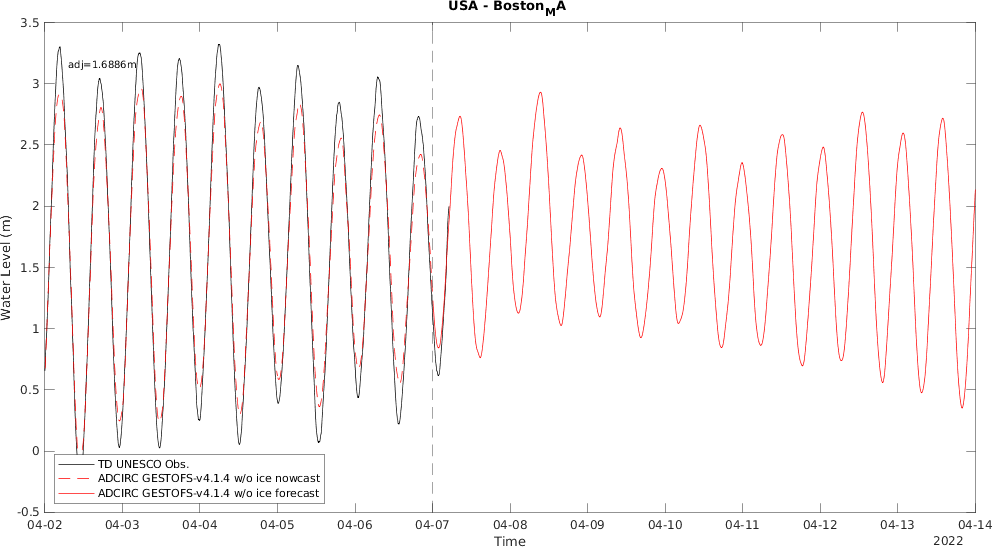 USA - Boston_MA
3.5
adj=1.6886m
3
2.5
2
1.5
1
0.5
0
-0.5
Water Level (m)
TD UNESCO Obs.
ADCIRC GESTOFS-v4.1.4 w/o ice nowcast
ADCIRC GESTOFS-v4.1.4 w/o ice forecast
04-02 04-03 04-04 04-05 04-06 04-07 04-08 04-09 04-10 04-11 04-12 04-13 04-14
Time
2022